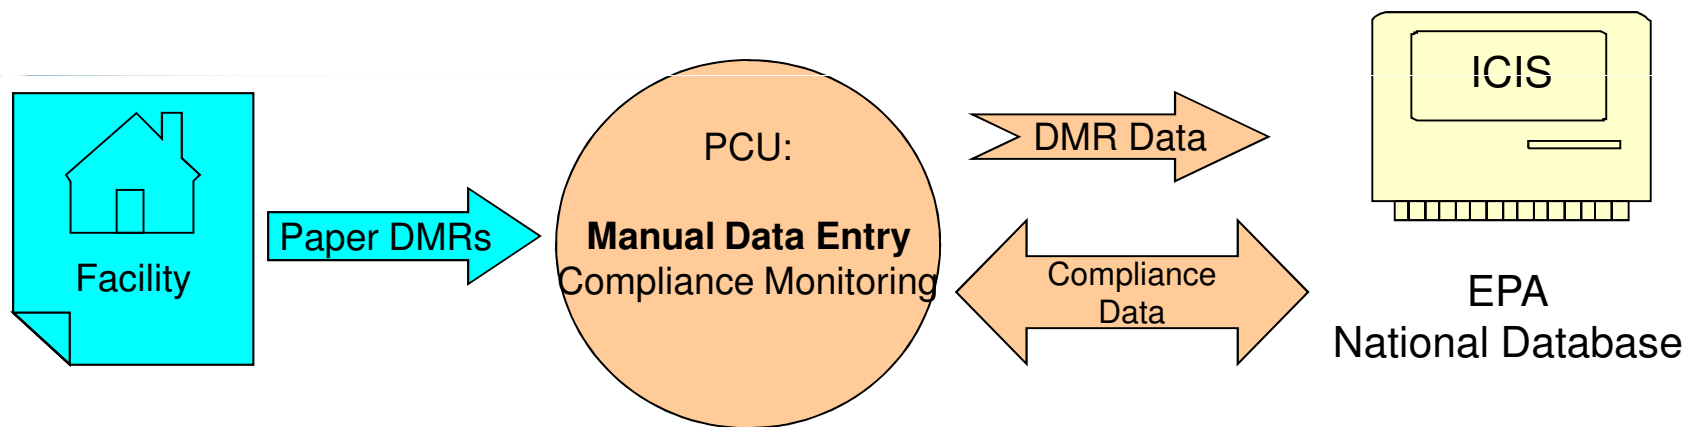 Facility
Paper DMRs
PCU:
Manual Data Entry
Compliance Monitoring
DMR Data
Compliance
Data
ICIS
EPA
National Database